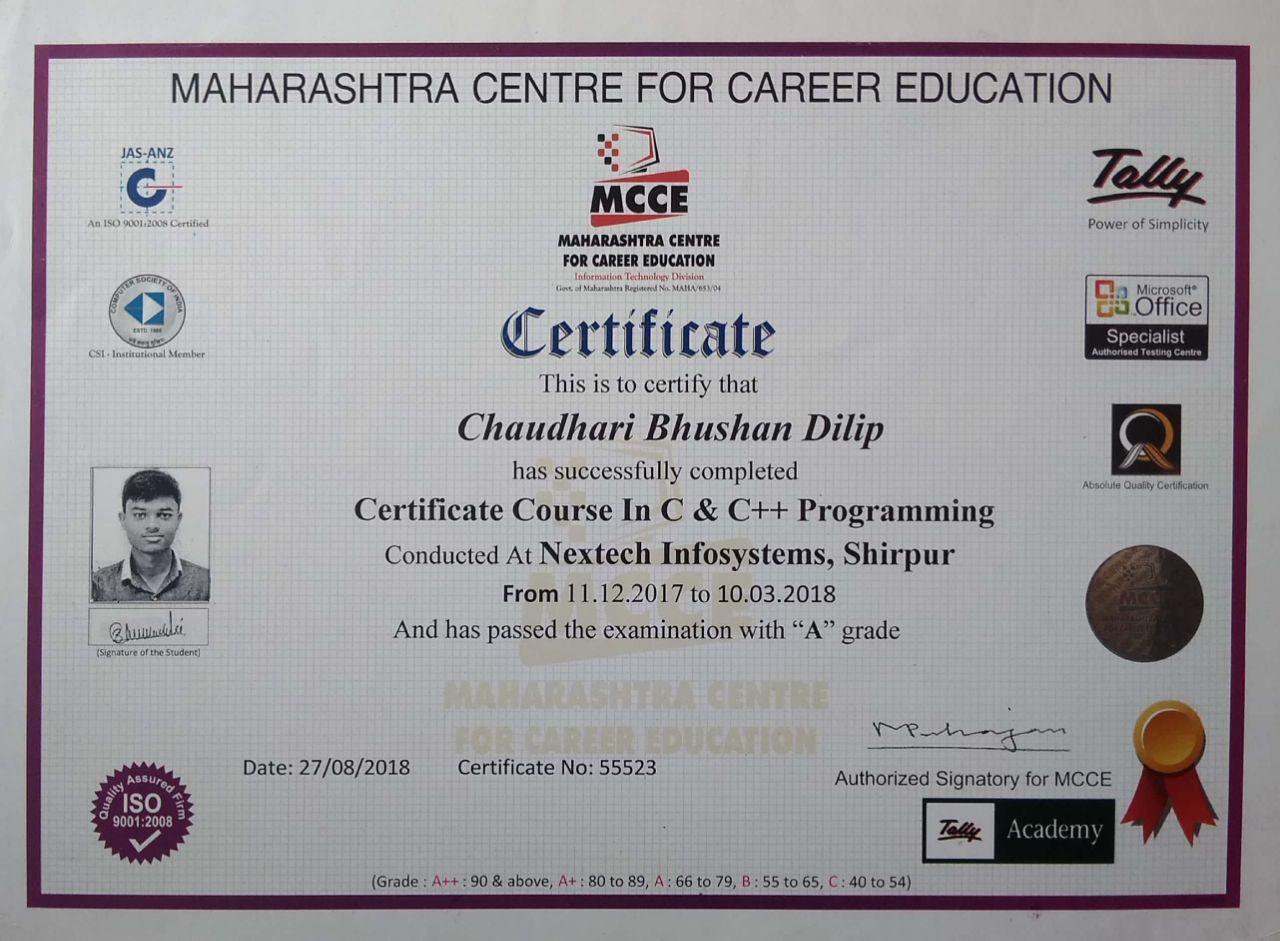 MAHARASHTRA CENTRE FOR CAREER EDUCATION
JAS-ANZ
An ISO 9001:2008 Certified
MCCE
MAHARASHTRA CENTRE
FOR CAREER EDUCATION
Information Technology Division
Govt. of Maharashtra Registered No. MAHA/653/04
Tally
Power of Simplicity
COMPUTER SOCIETY OF INDIA
ESTD. 1965
CSI - Institutional Member
Microsoft®
Office
Specialist
Authorised Testing Centre
Certificate
This is to certify that
Chaudhari Bhushan Dilip
has successfully completed
Certificate Course In C & C++ Programming
Conducted At Nextech Infosystems, Shirpur
From 11.12.2017 to 10.03.2018
And has passed the examination with “A” grade
Absolute Quality Certification
MCCE
(Signature of the Student)
MCCE
MAHARASHTRA CENTRE
FOR CAREER EDUCATION
Date: 27/08/2018 Certificate No: 55523
Authorized Signatory for MCCE
Tally Academy
Quality Assured Firm
ISO
9001:2008
(Grade : A++ : 90 & above, A+ : 80 to 89, A : 66 to 79, B : 55 to 65, C : 40 to 54)